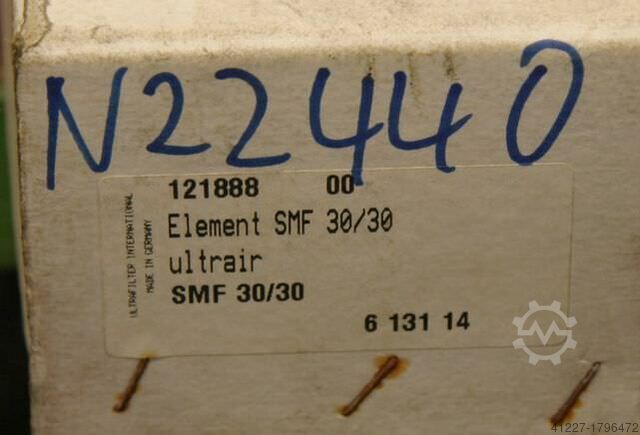 N22440
121888 00
Element SMF 30/30
ultrair
SMF 30/30
6 131 14
ULTRAFILTER INTERNATIONAL
MADE IN GERMANY
41227-1796472